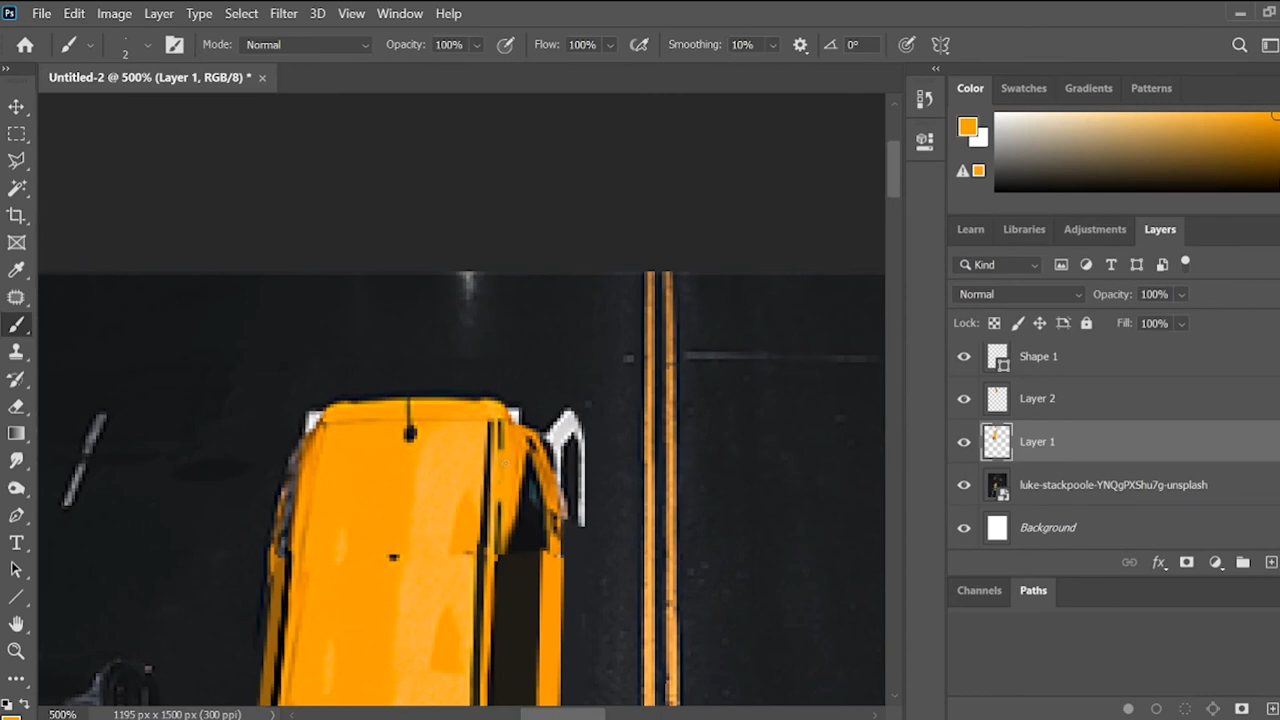 Ps File Edit Image Layer Type Select Filter 3D View Window Help
2 Mode: Normal Opacity: 100% Flow: 100% Smoothing: 10% 0°
Untitled-2 @ 500% (Layer 1, RGB/8) * ×
Color Swatches Gradients Patterns
Learn Libraries Adjustments Layers
Kind
Normal Opacity: 100%
Lock: Fill: 100%
Shape 1
Layer 2
Layer 1
luke-stackpoole-YNQgPXShu7g-unsplash
Background
fx
Channels Paths
500% 1195 px x 1500 px (300 ppi)